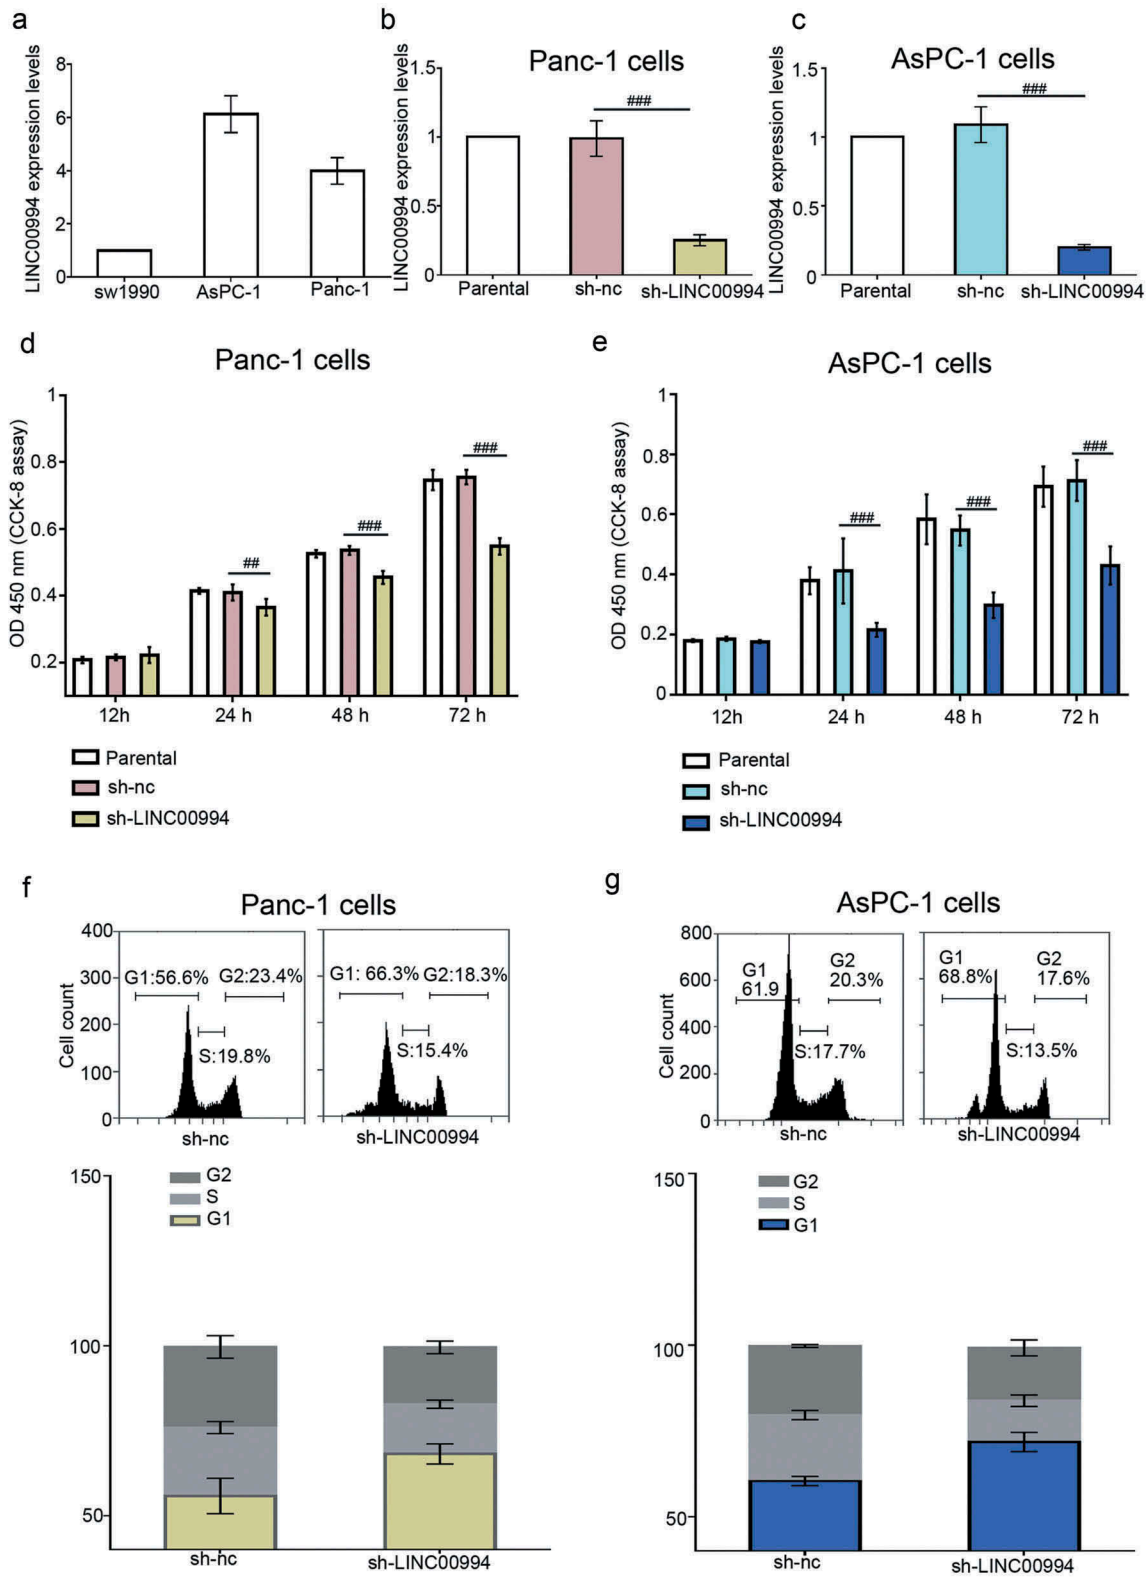 a
LINC00994 expression levels
8
6
4
2
0
sw1990
AsPC-1
Panc-1
b
Panc-1 cells
LINC00994 expression levels
1.5
1
0.5
0
###
Parental
sh-nc
sh-LINC00994
c
AsPC-1 cells
LINC00994 expression levels
1.5
1
0.5
0
###
Parental
sh-nc
sh-LINC00994
d
Panc-1 cells
OD 450 nm (CCK-8 assay)
1
0.8
0.6
0.4
0.2
##
###
###
12h
24 h
48 h
72 h
Parental
sh-nc
sh-LINC00994
e
AsPC-1 cells
OD 450 nm (CCK-8 assay)
1
0.8
0.6
0.4
0.2
0
###
###
###
12h
24 h
48 h
72 h
Parental
sh-nc
sh-LINC00994
f
Panc-1 cells
Cell count
400
300
200
100
0
G1:56.6%
G2:23.4%
S:19.8%
sh-nc
G1: 66.3%
G2:18.3%
S:15.4%
sh-LINC00994
150
100
50
G2
S
G1
sh-nc
sh-LINC00994
g
AsPC-1 cells
Cell count
800
600
400
200
0
G1
61.9
G2
20.3%
S:17.7%
sh-nc
G1
68.8%
G2
17.6%
S:13.5%
sh-LINC00994
150
100
50
G2
S
G1
sh-nc
sh-LINC00994